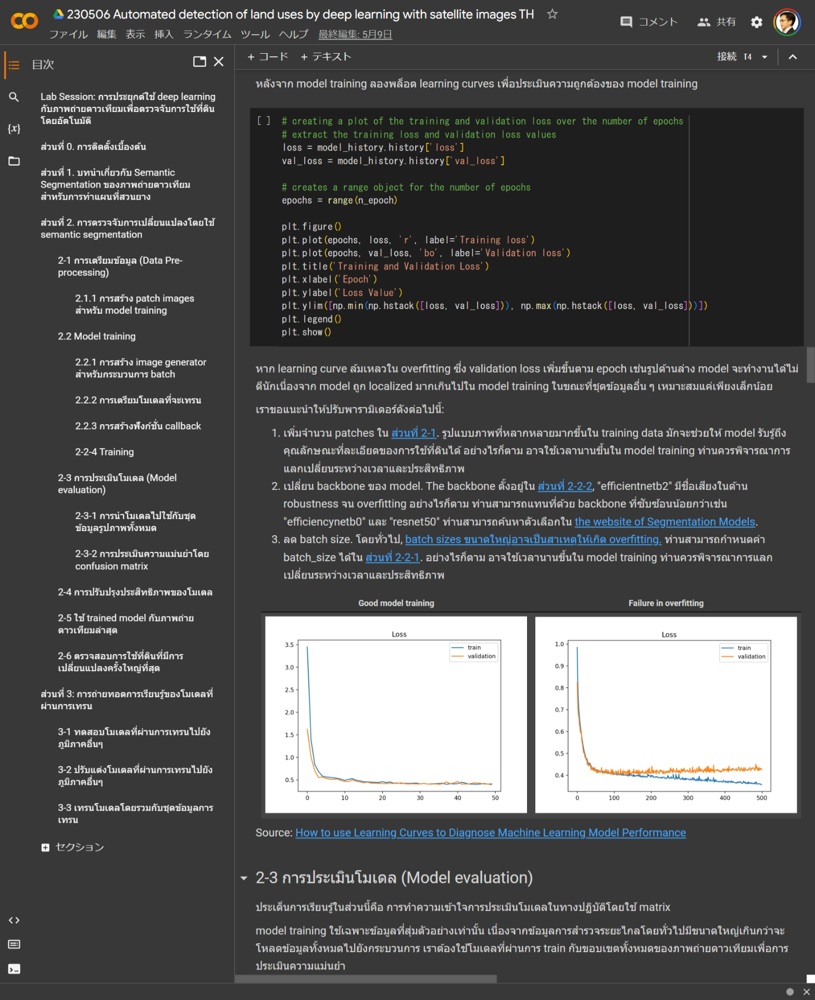 230506 Automated detection of land uses by deep learning with satellite images TH
コメント
共有
ファイル 編集 表示 挿入 ランタイム ツール ヘルプ 最終編集: 5月9日
目次
Lab Session: การประยุกต์ใช้ deep learning
กับภาพถ่ายดาวเทียมเพื่อตรวจจับการใช้ที่ดิน
โดยอัตโนมัติ
ส่วนที่ 0. การติดตั้งเบื้องต้น
ส่วนที่ 1. บทนำเกี่ยวกับ Semantic
Segmentation ของภาพถ่ายดาวเทียม
สำหรับการทำแผนที่สวนยาง
ส่วนที่ 2. การตรวจจับการเปลี่ยนแปลงโดยใช้
semantic segmentation
2-1 การเตรียมข้อมูล (Data Pre-
processing)
2.1.1 การสร้าง patch images
สำหรับ model training
2.2 Model training
2.2.1 การสร้าง image generator
สำหรับกระบวนการ batch
2.2.2 การเตรียมโมเดลที่จะเทรน
2.2.3 การสร้างฟังก์ชั่น callback
2-2-4 Training
2-3 การประเมินโมเดล (Model
evaluation)
2-3-1 การนำโมเดลไปใช้กับชุด
ข้อมูลรูปภาพทั้งหมด
2-3-2 การประเมินความแม่นยำโดย
confusion matrix
2-4 การปรับปรุงประสิทธิภาพของโมเดล
2-5 ใช้ trained model กับภาพถ่าย
ดาวเทียมล่าสุด
2-6 ตรวจสอบการใช้ที่ดินที่มีการ
เปลี่ยนแปลงครั้งใหญ่ที่สุด
ส่วนที่ 3: การถ่ายทอดการเรียนรู้ของโมเดลที่
ผ่านการเทรน
3-1 ทดสอบโมเดลที่ผ่านการเทรนไปยัง
ภูมิภาคอื่นๆ
3-2 ปรับแต่งโมเดลที่ผ่านการเทรนไปยัง
ภูมิภาคอื่นๆ
3-3 เทรนโมเดลโดยรวมกับชุดข้อมูลการ
เทรน
セクション
+ コード + テキスト
接続 T4
หลังจาก model training ลองพล็อต learning curves เพื่อประเมินความถูกต้องของ model training
[ ] # creating a plot of the training and validation loss over the number of epochs
# extract the training loss and validation loss values
loss = model_history.history['loss']
val_loss = model_history.history['val_loss']
# creates a range object for the number of epochs
epochs = range(n_epoch)
plt.figure()
plt.plot(epochs, loss, 'r', label='Training loss')
plt.plot(epochs, val_loss, 'bo', label='Validation loss')
plt.title('Training and Validation Loss')
plt.xlabel('Epoch')
plt.ylabel('Loss Value')
plt.ylim([np.min(np.hstack([loss, val_loss])), np.max(np.hstack([loss, val_loss]))])
plt.legend()
plt.show()
หาก learning curve ล้มเหลวใน overfitting ซึ่ง validation loss เพิ่มขึ้นตาม epoch เช่นรูปด้านล่าง model จะทำงานได้ไม่
ดีนักเนื่องจาก model ถูก localized มากเกินไปใน model training ในขณะที่ชุดข้อมูลอื่น ๆ เหมาะสมแค่เพียงเล็กน้อย
เราขอแนะนำให้ปรับพารามิเตอร์ดังต่อไปนี้:
1. เพิ่มจำนวน patches ใน ส่วนที่ 2-1. รูปแบบภาพที่หลากหลายมากขึ้นใน training data มักจะช่วยให้ model รับรู้ถึง
คุณลักษณะที่ละเอียดของการใช้ที่ดินได้ อย่างไรก็ตาม อาจใช้เวลานานขึ้นใน model training ท่านควรพิจารณาการ
แลกเปลี่ยนระหว่างเวลาและประสิทธิภาพ
2. เปลี่ยน backbone ของ model. The backbone ตั้งอยู่ใน ส่วนที่ 2-2-2, "efficientnetb2" มีชื่อเสียงในด้าน
robustness จน overfitting อย่างไรก็ตาม ท่านสามารถแทนที่ด้วย backbone ที่ซับซ้อนน้อยกว่าเช่น
"efficiencynetb0" และ "resnet50" ท่านสามารถค้นหาตัวเลือกใน the website of Segmentation Models.
3. ลด batch size. โดยทั่วไป, batch sizes ขนาดใหญ่อาจเป็นสาเหตุให้เกิด overfitting. ท่านสามารถกำหนดค่า
batch_size ได้ใน ส่วนที่ 2-2-1. อย่างไรก็ตาม อาจใช้เวลานานขึ้นใน model training ท่านควรพิจารณาการแลก
เปลี่ยนระหว่างเวลาและประสิทธิภาพ
Good model training
Failure in overfitting
Loss
train
validation
3.5
3.0
2.5
2.0
1.5
1.0
0.5
0 10 20 30 40 50
Loss
train
validation
1.0
0.9
0.8
0.7
0.6
0.5
0.4
0 100 200 300 400 500
Source: How to use Learning Curves to Diagnose Machine Learning Model Performance
2-3 การประเมินโมเดล (Model evaluation)
ประเด็นการเรียนรู้ในส่วนนี้คือ การทำความเข้าใจการประเมินโมเดลในทางปฏิบัติโดยใช้ matrix
model training ใช้เฉพาะข้อมูลที่สุ่มตัวอย่างเท่านั้น เนื่องจากข้อมูลการสำรวจระยะไกลโดยทั่วไปมีขนาดใหญ่เกินกว่าจะ
โหลดข้อมูลทั้งหมดไปยังกระบวนการ เราต้องใช้โมเดลที่ผ่านการ train กับขอบเขตทั้งหมดของภาพถ่ายดาวเทียมเพื่อการ
ประเมินความแม่นยำ